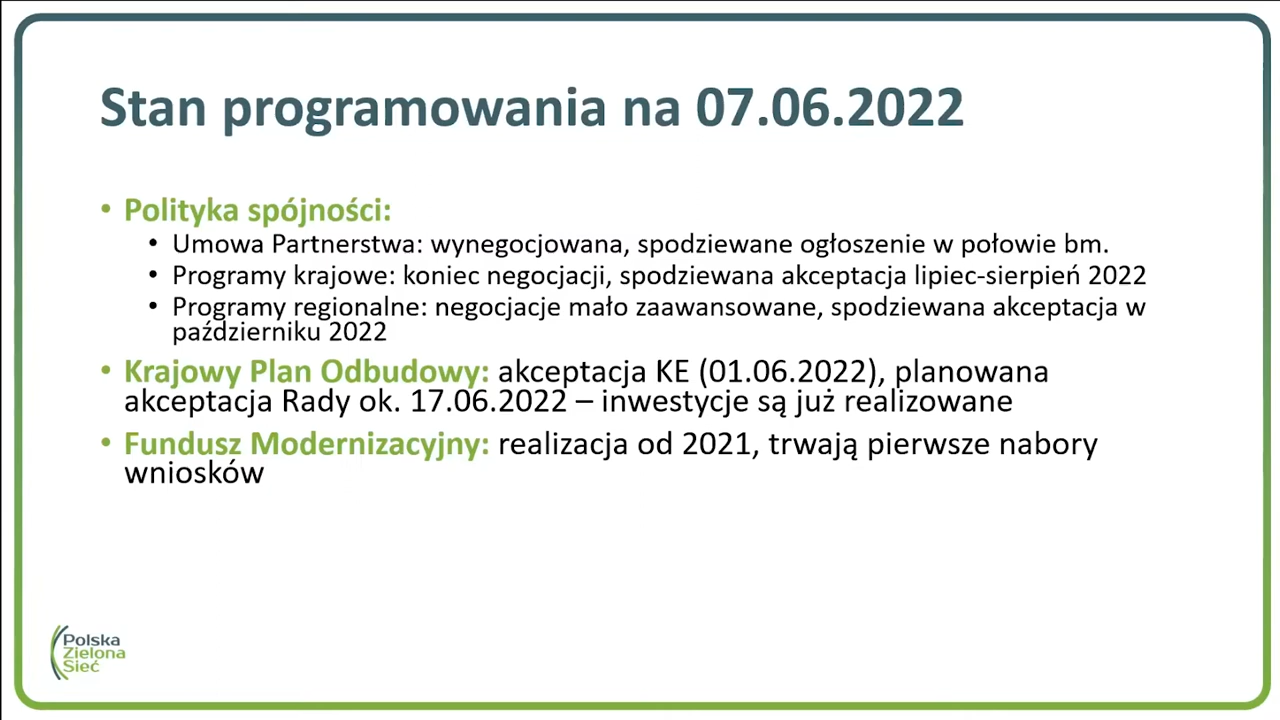 Stan programowania na 07.06.2022
• Polityka spójności:
• Umowa Partnerstwa: wynegocjowana, spodziewane ogłoszenie w połowie bm.
• Programy krajowe: koniec negocjacji, spodziewana akceptacja lipiec-sierpień 2022
• Programy regionalne: negocjacje mało zaawansowane, spodziewana akceptacja w
październiku 2022
• Krajowy Plan Odbudowy: akceptacja KE (01.06.2022), planowana
akceptacja Rady ok. 17.06.2022 – inwestycje są już realizowane
• Fundusz Modernizacyjny: realizacja od 2021, trwają pierwsze nabory
wniosków
Polska
Zielona
Sieć